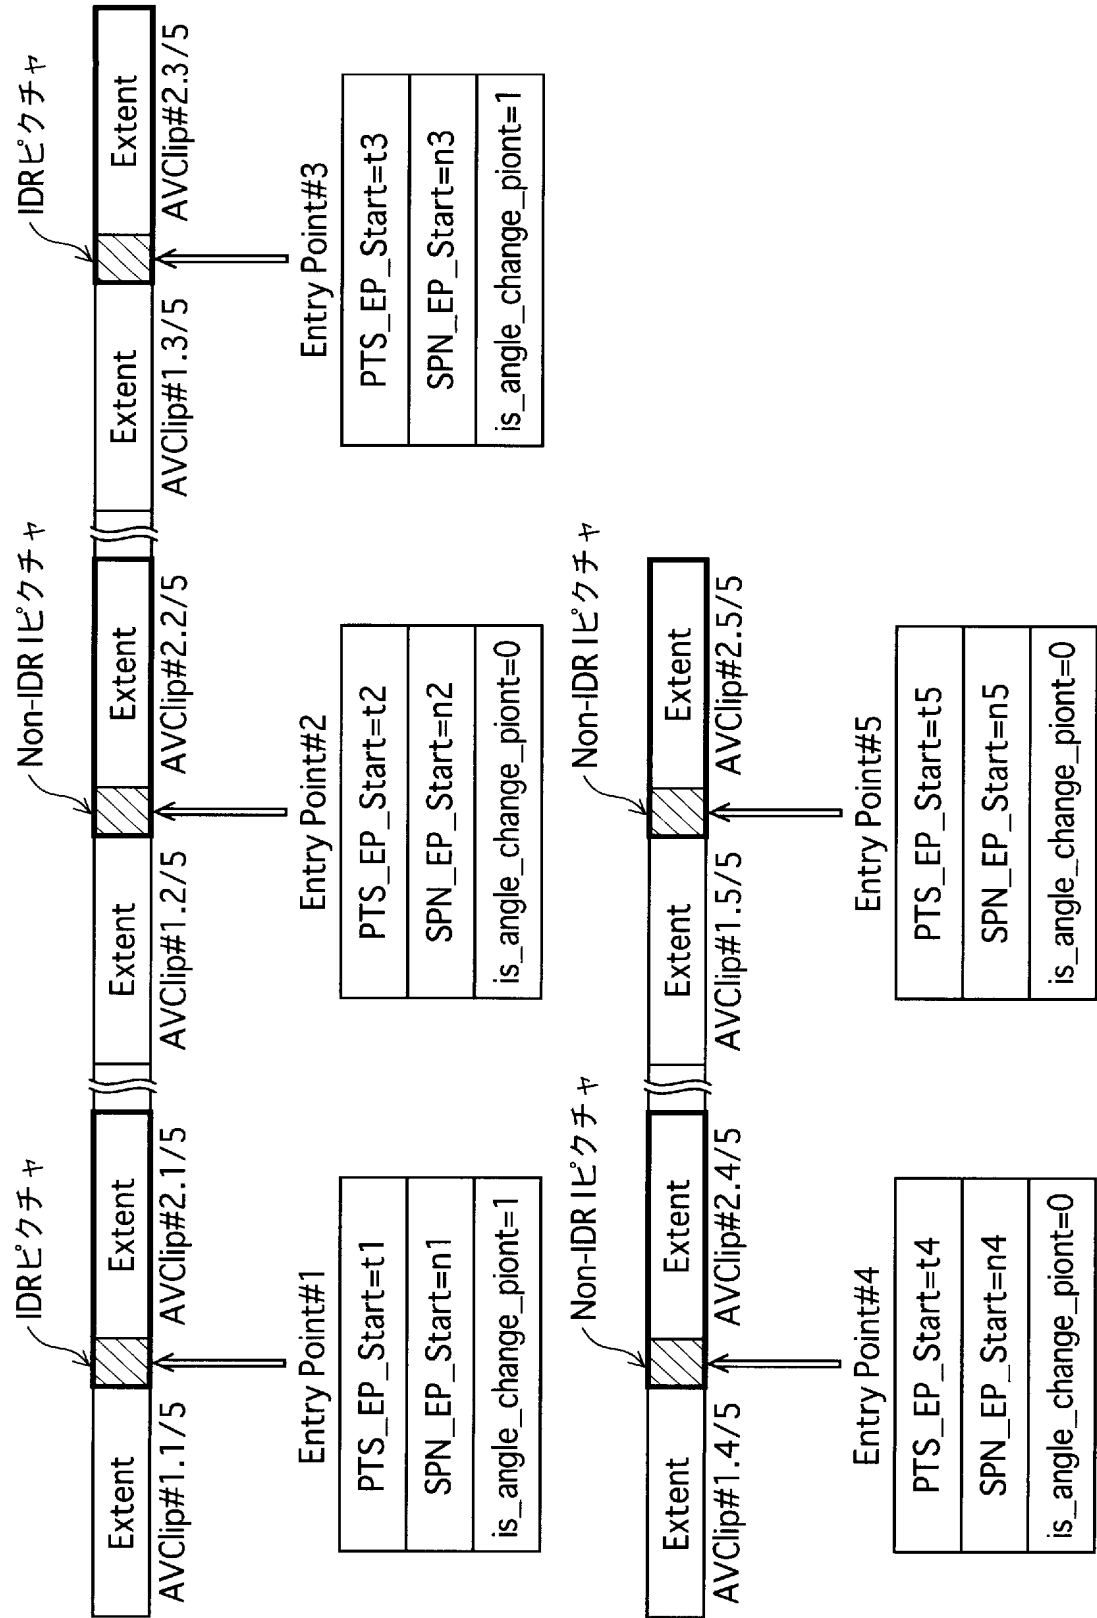 IDRピクチャ
Non-IDR Iピクチャ
IDRピクチャ
Extent
Extent
Extent
Extent
Extent
Extent
AVClip#1.1/5
AVClip#2.1/5
AVClip#1.2/5
AVClip#2.2/5
AVClip#1.3/5
AVClip#2.3/5
Entry Point#1
PTS_EP_Start=t1
SPN_EP_Start=n1
is_angle_change_piont=1
Entry Point#2
PTS_EP_Start=t2
SPN_EP_Start=n2
is_angle_change_piont=0
Entry Point#3
PTS_EP_Start=t3
SPN_EP_Start=n3
is_angle_change_piont=1
Non-IDR Iピクチャ
Non-IDR Iピクチャ
Extent
Extent
Extent
Extent
AVClip#1.4/5
AVClip#2.4/5
AVClip#1.5/5
AVClip#2.5/5
Entry Point#4
PTS_EP_Start=t4
SPN_EP_Start=n4
is_angle_change_piont=0
Entry Point#5
PTS_EP_Start=t5
SPN_EP_Start=n5
is_angle_change_piont=0